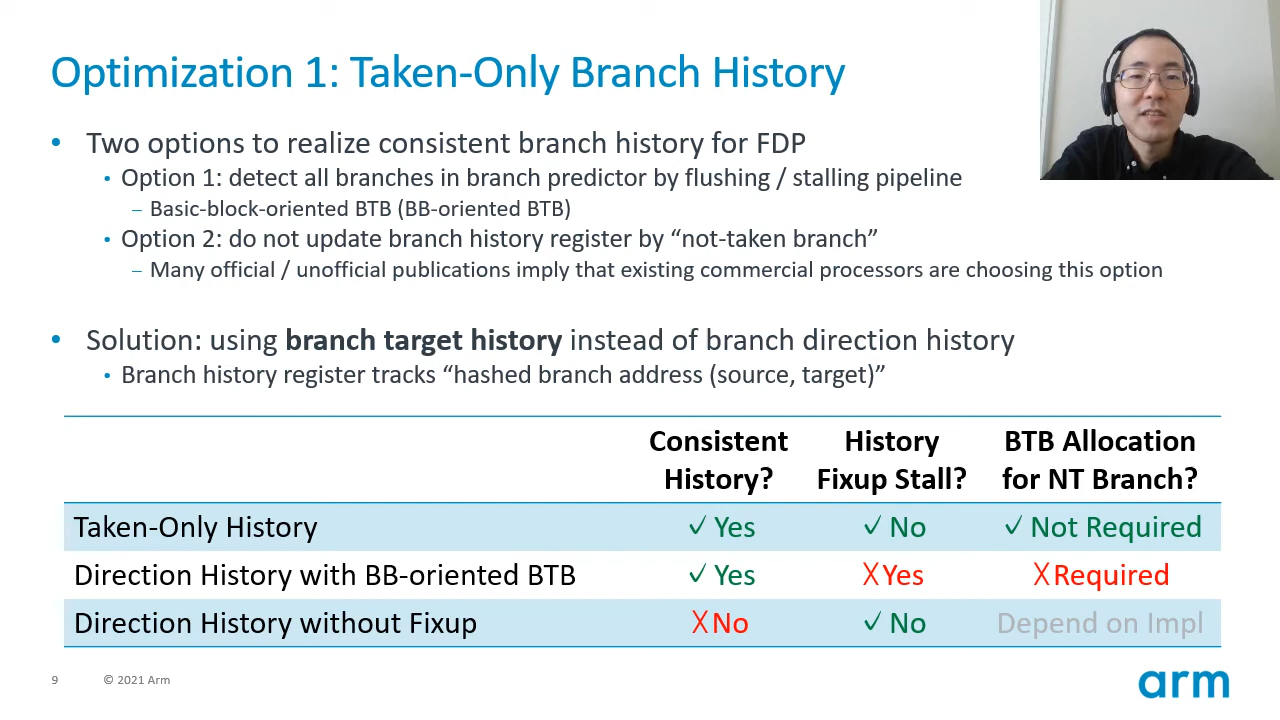 Optimization 1: Taken-Only Branch History
• Two options to realize consistent branch history for FDP
• Option 1: detect all branches in branch predictor by flushing / stalling pipeline
– Basic-block-oriented BTB (BB-oriented BTB)
• Option 2: do not update branch history register by “not-taken branch”
– Many official / unofficial publications imply that existing commercial processors are choosing this option
• Solution: using branch target history instead of branch direction history
• Branch history register tracks “hashed branch address (source, target)”
Consistent History? History Fixup Stall? BTB Allocation for NT Branch?
Taken-Only History ✓ Yes ✓ No ✓ Not Required
Direction History with BB-oriented BTB ✓ Yes ╳ Yes ╳ Required
Direction History without Fixup ╳ No ✓ No Depend on Impl
9 © 2021 Arm
arm